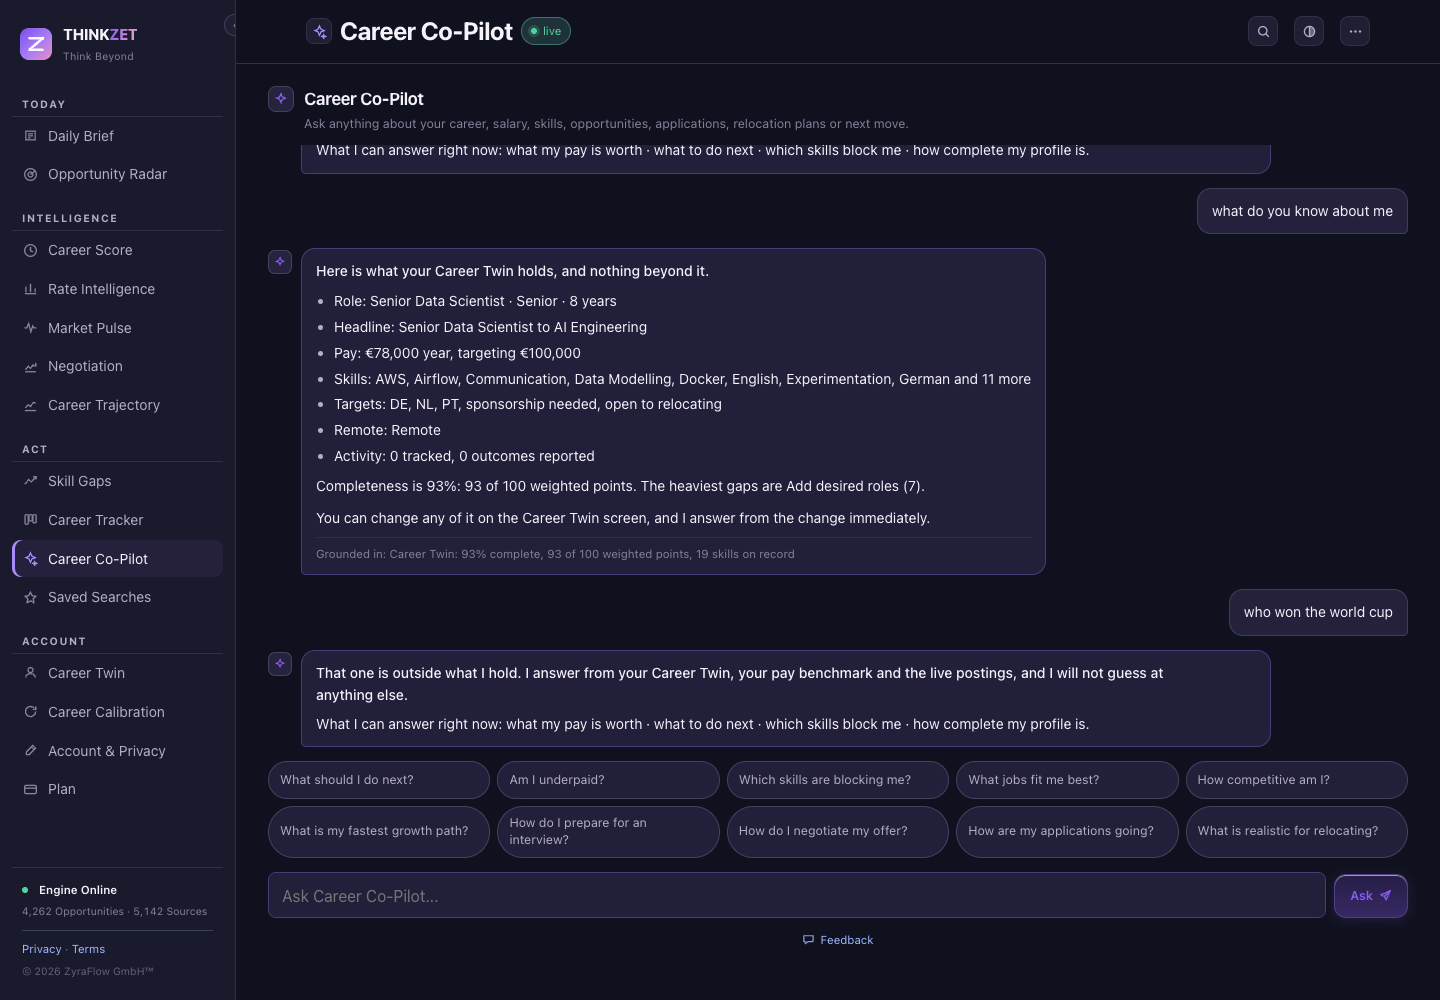 THINKZET
Think Beyond
TODAY
Daily Brief
Opportunity Radar
INTELLIGENCE
Career Score
Rate Intelligence
Market Pulse
Negotiation
Career Trajectory
ACT
Skill Gaps
Career Tracker
Career Co-Pilot
Saved Searches
ACCOUNT
Career Twin
Career Calibration
Account & Privacy
Plan
Engine Online
4,262 Opportunities · 5,142 Sources
Privacy · Terms
© 2026 ZyraFlow GmbH™
Career Co-Pilot
live
Career Co-Pilot
Ask anything about your career, salary, skills, opportunities, applications, relocation plans or next move.
What I can answer right now: what my pay is worth · what to do next · which skills block me · how complete my profile is.
what do you know about me
Here is what your Career Twin holds, and nothing beyond it.
• Role: Senior Data Scientist · Senior · 8 years
• Headline: Senior Data Scientist to AI Engineering
• Pay: €78,000 year, targeting €100,000
• Skills: AWS, Airflow, Communication, Data Modelling, Docker, English, Experimentation, German and 11 more
• Targets: DE, NL, PT, sponsorship needed, open to relocating
• Remote: Remote
• Activity: 0 tracked, 0 outcomes reported
Completeness is 93%: 93 of 100 weighted points. The heaviest gaps are Add desired roles (7).
You can change any of it on the Career Twin screen, and I answer from the change immediately.
Grounded in: Career Twin: 93% complete, 93 of 100 weighted points, 19 skills on record
who won the world cup
That one is outside what I hold. I answer from your Career Twin, your pay benchmark and the live postings, and I will not guess at
anything else.
What I can answer right now: what my pay is worth · what to do next · which skills block me · how complete my profile is.
What should I do next?
Am I underpaid?
Which skills are blocking me?
What jobs fit me best?
How competitive am I?
What is my fastest growth path?
How do I prepare for an
interview?
How do I negotiate my offer?
How are my applications going?
What is realistic for relocating?
Ask Career Co-Pilot...
Ask
Feedback